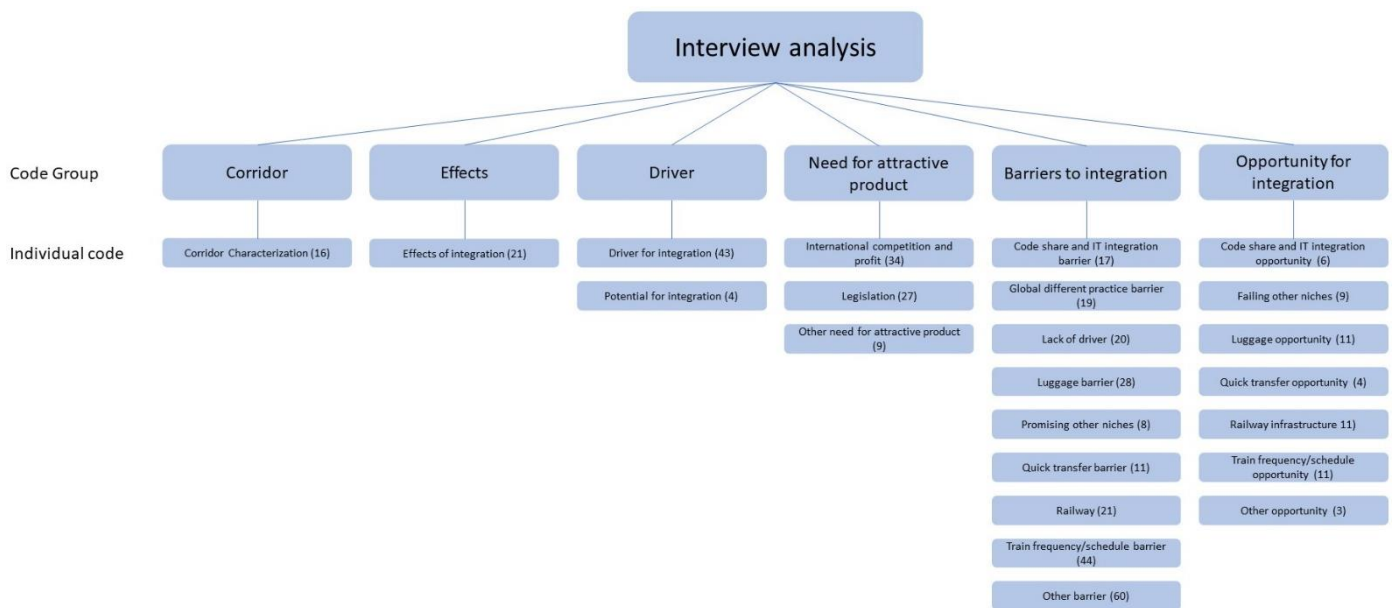 Interview analysis
Code Group
Corridor
Effects
Driver
Need for attractive
product
Barriers to integration
Opportunity for
integration
Individual code
Corridor Characterization (16)
Effects of integration (21)
Driver for integration (43)
Potential for integration (4)
International competition and
profit (34)
Legislation (27)
Other need for attractive product
(9)
Code share and IT integration
barrier (17)
Global different practice barrier
(19)
Lack of driver (20)
Luggage barrier (28)
Promising other niches (8)
Quick transfer barrier (11)
Railway (21)
Train frequency/schedule barrier
(44)
Other barrier (60)
Code share and IT integration
opportunity (6)
Failing other niches (9)
Luggage opportunity (11)
Quick transfer opportunity (4)
Railway infrastructure 11)
Train frequency/schedule
opportunity (11)
Other opportunity (3)